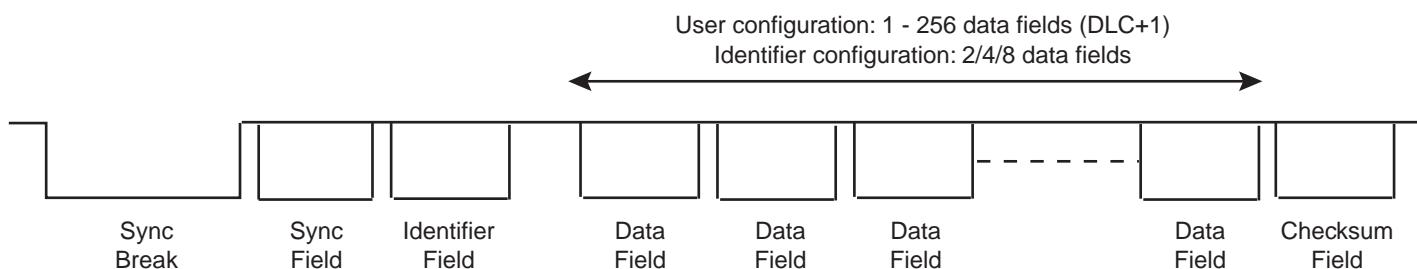 User configuration: 1 - 256 data fields (DLC+1)
Identifier configuration: 2/4/8 data fields
Sync
Break
Sync
Field
Identifier
Field
Data
Field
Data
Field
Data
Field
Data
Field
Checksum
Field